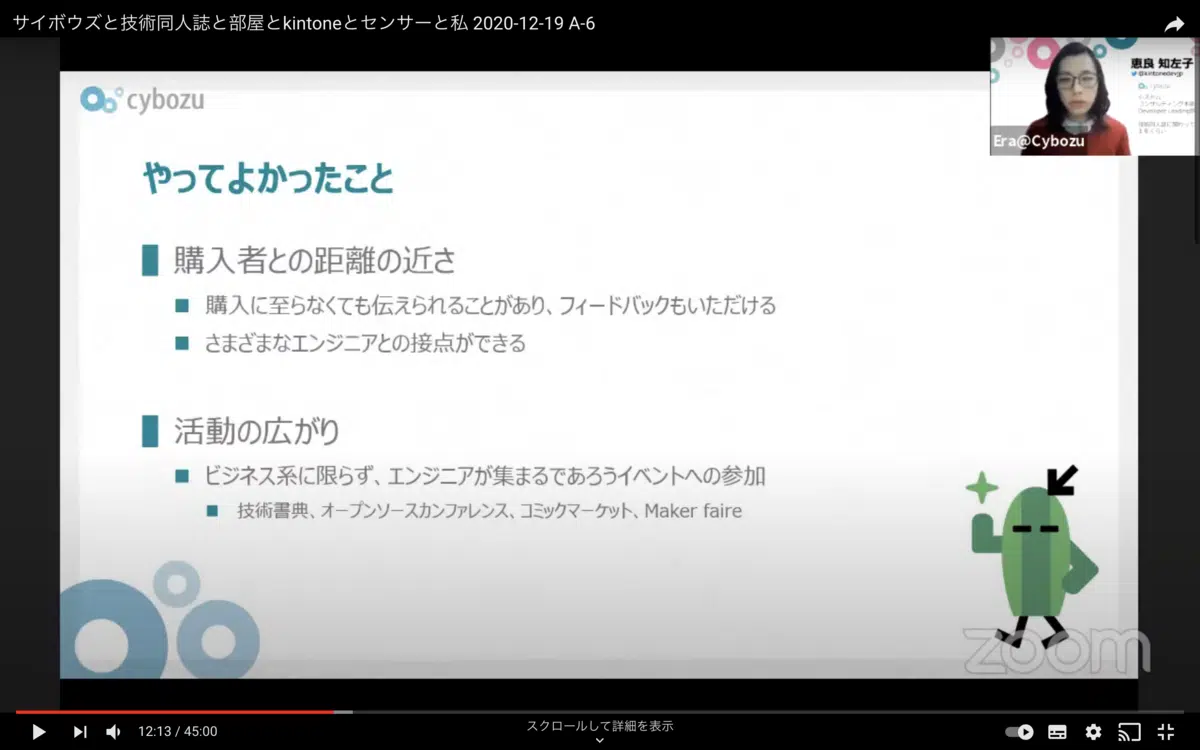 サイボウズと技術同人誌と部屋とkintoneとセンサーと私 2020-12-19 A-6
恵良 知左子
@kintonedevjp
Era@Cybozu
cybozu
やってよかったこと
購入者との距離の近さ
購入に至らなくても伝えられることがあり、フィードバックもいただける
さまざまなエンジニアとの接点ができる
活動の広がり
ビジネス系に限らず、エンジニアが集まるであろうイベントへの参加
技術書典、オープンソースカンファレンス、コミックマーケット、Maker faire
zoom
12:13 / 45:00
スクロールして詳細を表示